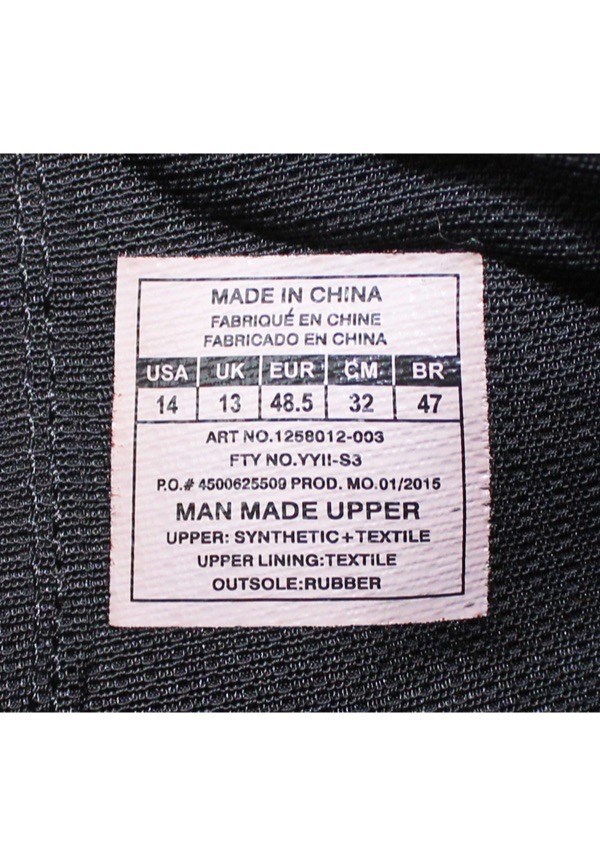 MADE IN CHINA
FABRIQUÉ EN CHINE
FABRICADO EN CHINA
USA UK EUR CM BR
14 13 48.5 32 47
ART NO.1258012-003
FTY NO.YYII-S3
P.O.# 4500625509 PROD. MO.01/2015
MAN MADE UPPER
UPPER: SYNTHETIC+TEXTILE
UPPER LINING:TEXTILE
OUTSOLE:RUBBER